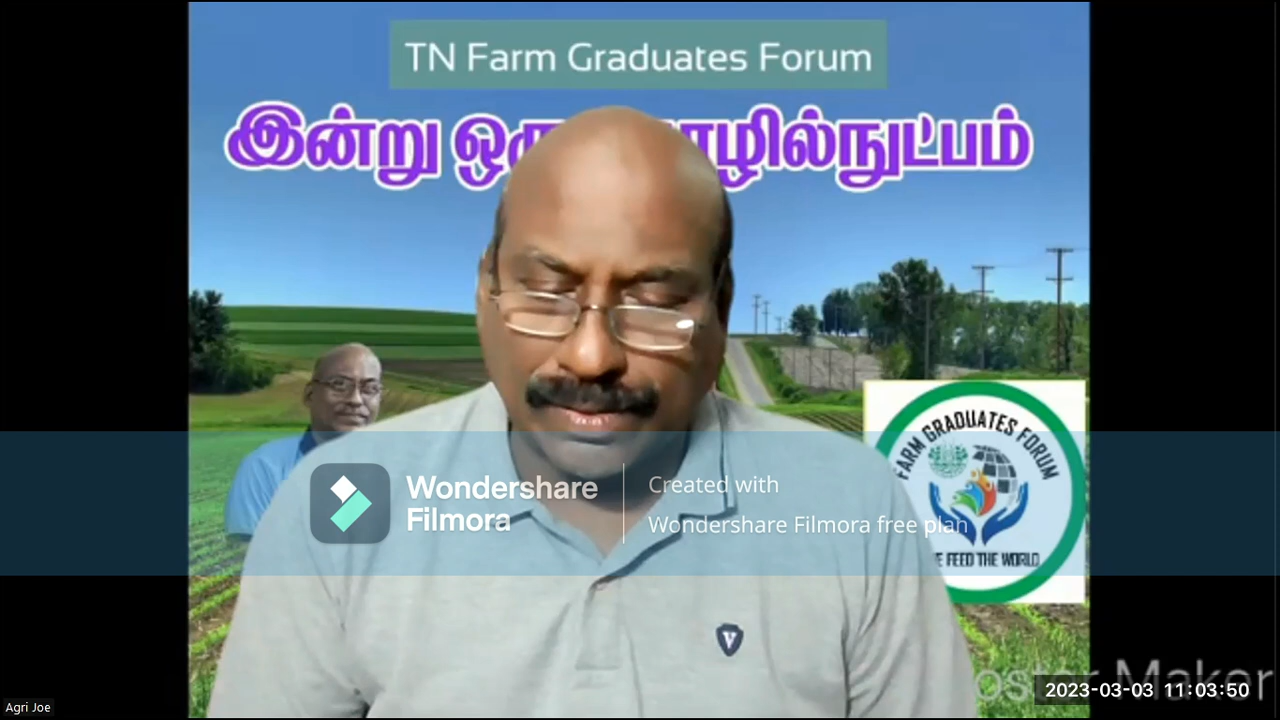 TN Farm Graduates Forum
இன்று
FARM GRADUATES FORUM
Wondershare
Filmora
Created with
Wondershare Filmora free plan
FEED THE WORLD
Maker
2023-03-03 11:03:50
Agri Joe